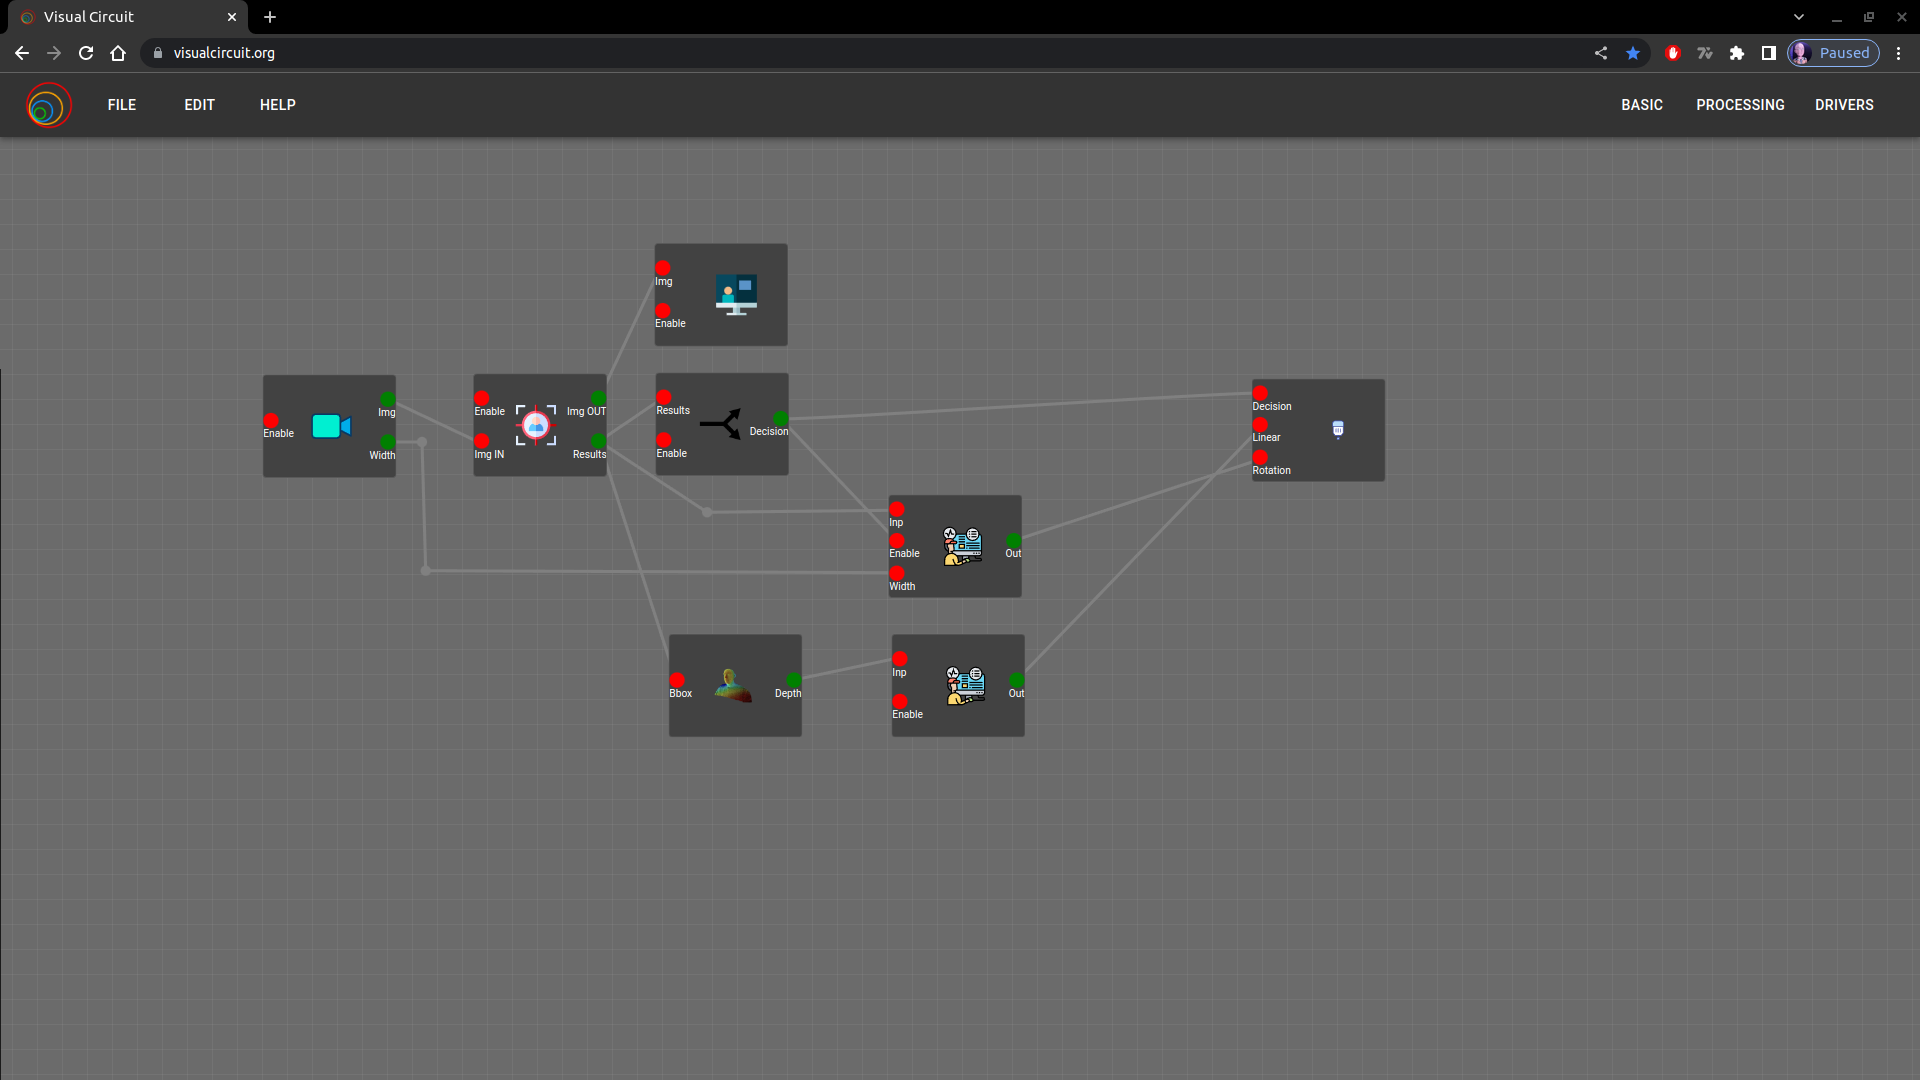 Visual Circuit
visualcircuit.org
Paused
FILE EDIT HELP BASIC PROCESSING DRIVERS
Img
Enable
Enable
Img
Width
Enable
Img IN
Img OUT
Results
Results
Enable
Decision
Decision
Linear
Rotation
Inp
Enable
Width
Out
Bbox
Depth
Inp
Enable
Out